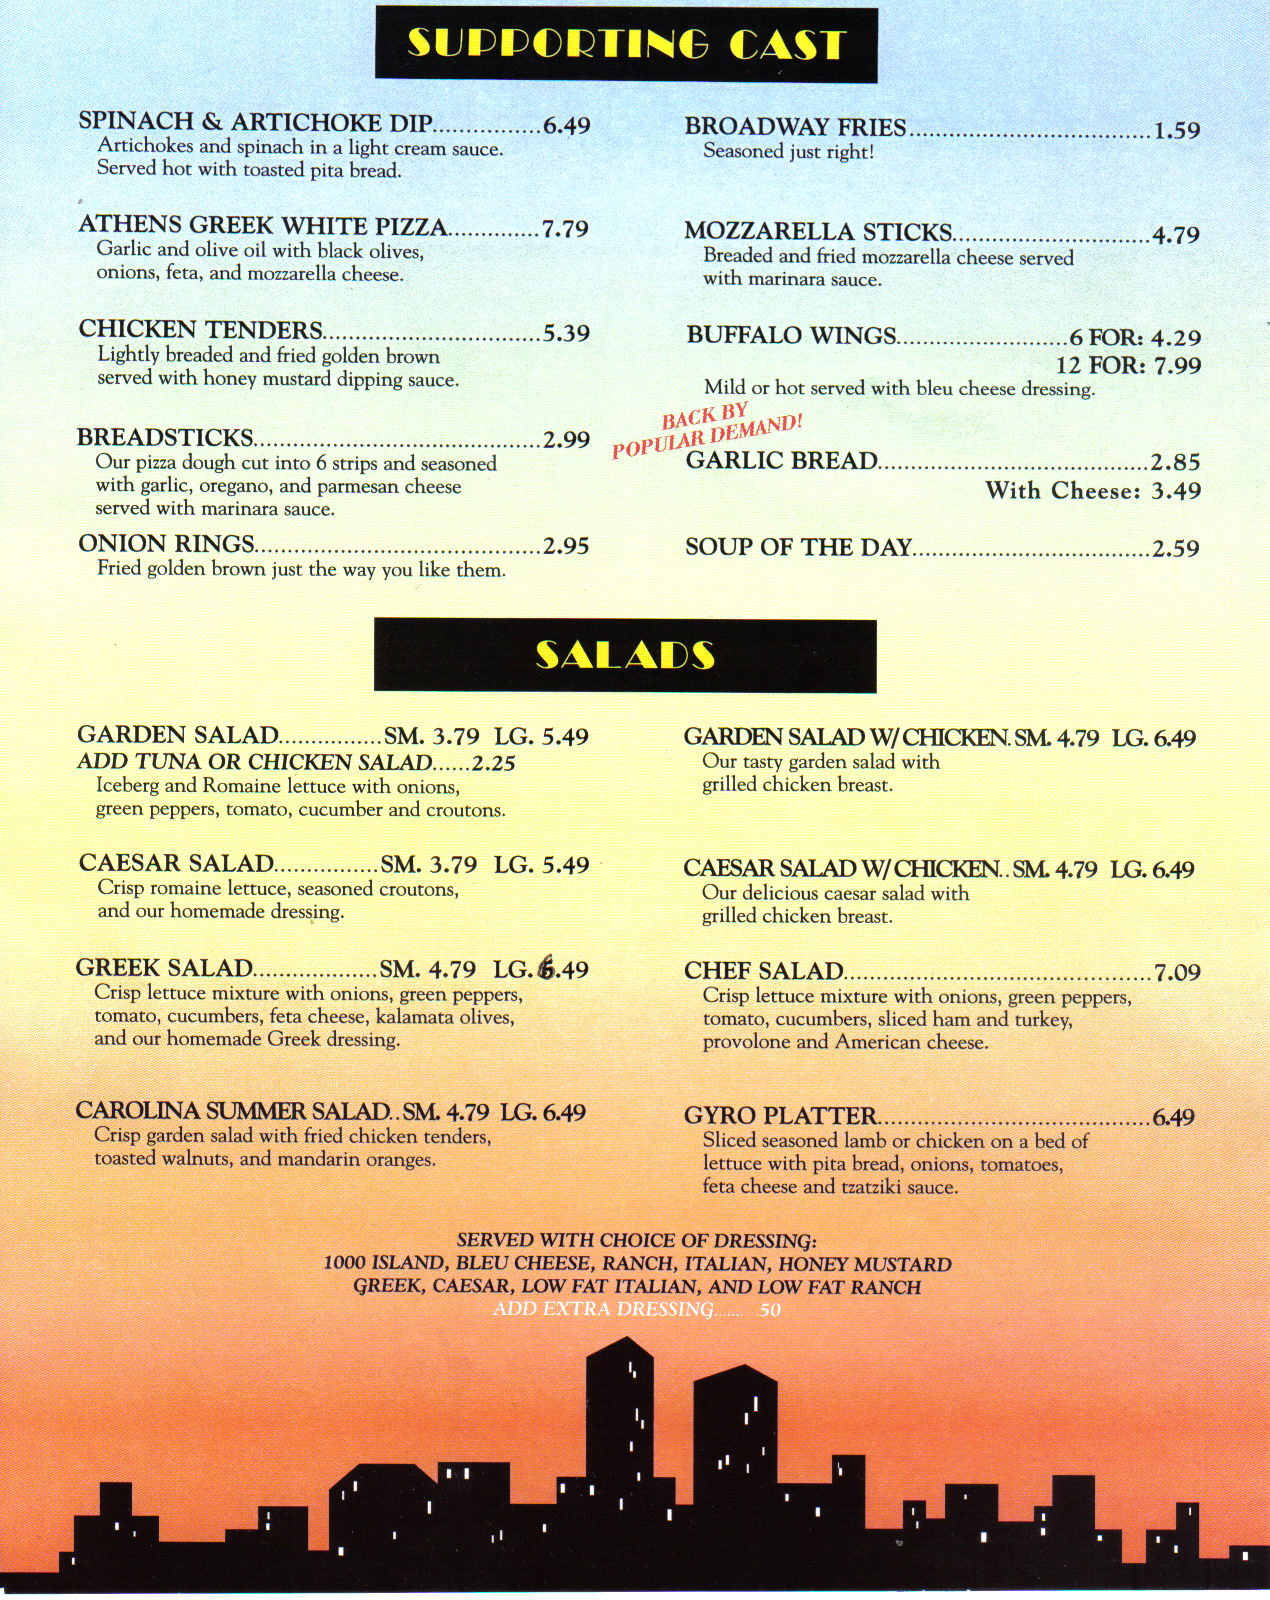 SUPPORTING CAST
SPINACH & ARTICHOKE DIP................6.49
Artichokes and spinach in a light cream sauce.
Served hot with toasted pita bread.
ATHENS GREEK WHITE PIZZA..............7.79
Garlic and olive oil with black olives,
onions, feta, and mozzarella cheese.
CHICKEN TENDERS.................................5.39
Lightly breaded and fried golden brown
served with honey mustard dipping sauce.
BREADSTICKS............................................2.99
Our pizza dough cut into 6 strips and seasoned
with garlic, oregano, and parmesan cheese
served with marinara sauce.
ONION RINGS...........................................2.95
Fried golden brown just the way you like them.
BROADWAY FRIES.....................................1.59
Seasoned just right!
MOZZARELLA STICKS..............................4.79
Breaded and fried mozzarella cheese served
with marinara sauce.
BUFFALO WINGS..........................6 FOR: 4.29
12 FOR: 7.99
Mild or hot served with bleu cheese dressing.
BACK BY
POPULAR DEMAND!
GARLIC BREAD.........................................2.85
With Cheese: 3.49
SOUP OF THE DAY....................................2.59
SALADS
GARDEN SALAD................SM. 3.79 LG. 5.49
ADD TUNA OR CHICKEN SALAD......2.25
Iceberg and Romaine lettuce with onions,
green peppers, tomato, cucumber and croutons.
CAESAR SALAD................SM. 3.79 LG. 5.49
Crisp romaine lettuce, seasoned croutons,
and our homemade dressing.
GREEK SALAD...................SM. 4.79 LG. 6.49
Crisp lettuce mixture with onions, green peppers,
tomato, cucumbers, feta cheese, kalamata olives,
and our homemade Greek dressing.
CAROLINA SUMMER SALAD..SM. 4.79 LG. 6.49
Crisp garden salad with fried chicken tenders,
toasted walnuts, and mandarin oranges.
GARDEN SALAD W/ CHICKEN.SM. 4.79 LG. 6.49
Our tasty garden salad with
grilled chicken breast.
CAESAR SALAD W/ CHICKEN..SM. 4.79 LG. 6.49
Our delicious caesar salad with
grilled chicken breast.
CHEF SALAD...............................................7.09
Crisp lettuce mixture with onions, green peppers,
tomato, cucumbers, sliced ham and turkey,
provolone and American cheese.
GYRO PLATTER..........................................6.49
Sliced seasoned lamb or chicken on a bed of
lettuce with pita bread, onions, tomatoes,
feta cheese and tzatziki sauce.
SERVED WITH CHOICE OF DRESSING:
1000 ISLAND, BLEU CHEESE, RANCH, ITALIAN, HONEY MUSTARD
GREEK, CAESAR, LOW FAT ITALIAN, AND LOW FAT RANCH
ADD EXTRA DRESSING....... .50